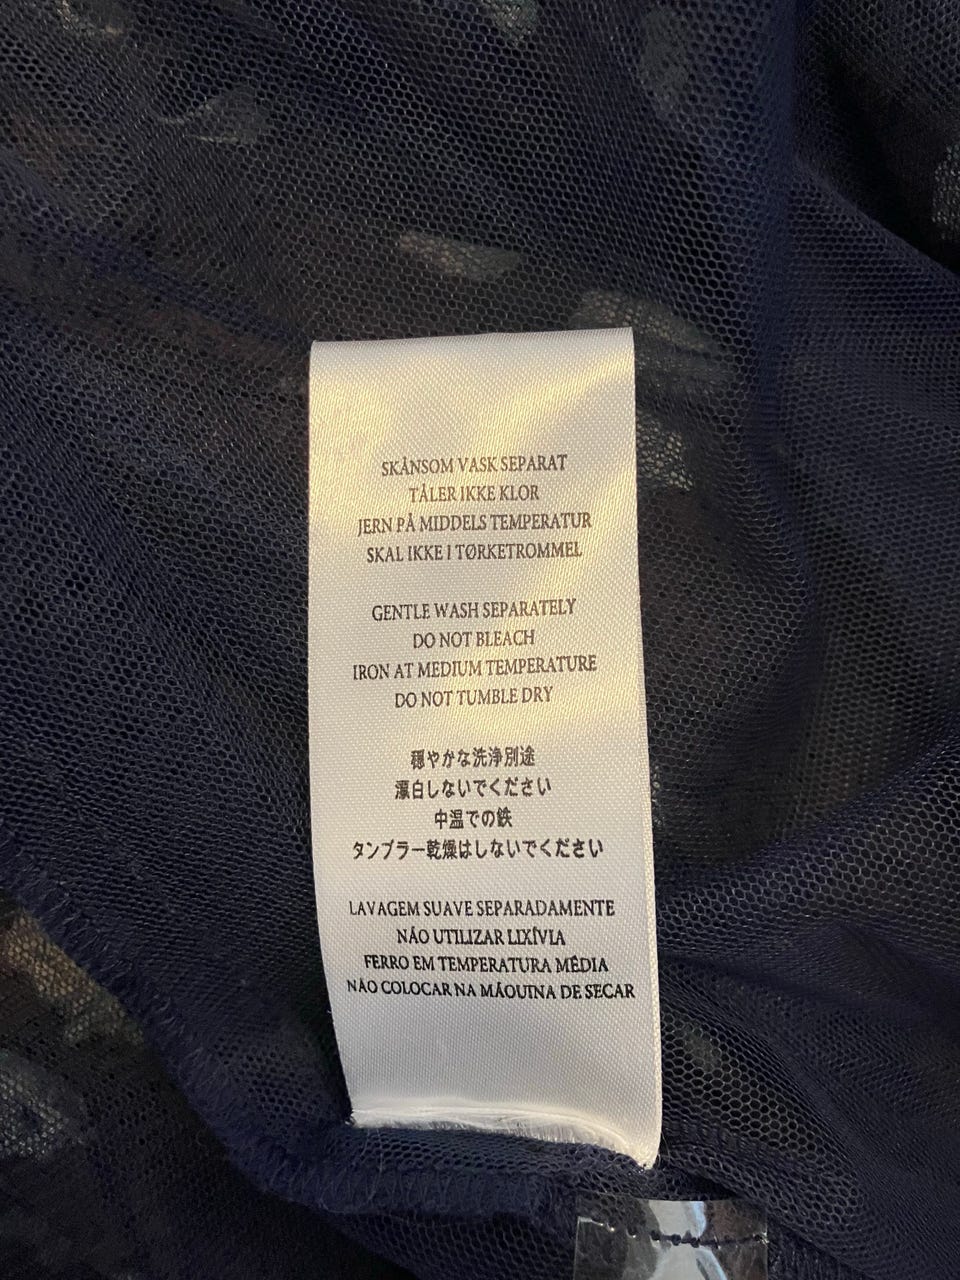 SKÅNSOM VASK SEPARAT
TÅLER IKKE KLOR
JERN PÅ MIDDELS TEMPERATUR
SKAL IKKE I TØRKETROMMEL
GENTLE WASH SEPARATELY
DO NOT BLEACH
IRON AT MEDIUM TEMPERATURE
DO NOT TUMBLE DRY
穏やかな洗浄別途
漂白しないでください
中温での鉄
タンブラー乾燥はしないでください
LAVAGEM SUAVE SEPARADAMENTE
NÃO UTILIZAR LIXÍVIA
FERRO EM TEMPERATURA MÉDIA
NÃO COLOCAR NA MÁQUINA DE SECAR